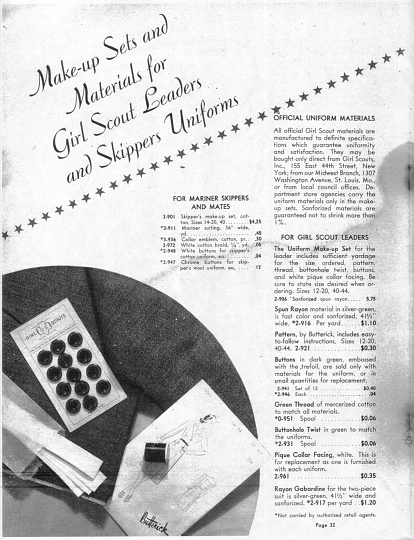 Make-up Sets and
Materials for
Girl Scout Leaders
and Skippers Uniforms
FOR MARINER SKIPPERS
AND MATES
2-901 Skipper's make-up set, cot-
ton. Sizes 14-20, 40 $4.25
*2-911 Mariner suiting, 36" wide,
yd. .45
*2-936 Collar emblem, cotton, pr. .10
2-972 White cotton braid, ¼" yd. .05
*2-940 White buttons for skipper's
cotton uniform, ea. .04
*2-947 Chrome buttons for skip-
per's wool uniform, ea. .12
OFFICIAL UNIFORM MATERIALS
All official Girl Scout materials are
manufactured to definite specifica-
tions which guarantee uniformity
and satisfaction. They may be
bought only direct from Girl Scouts,
Inc., 155 East 44th Street, New
York; from our Midwest Branch, 1307
Washington Avenue, St. Louis, Mo.,
or from local council offices. De-
partment store agencies carry the
uniform materials only in the make-
up sets. Sanforized materials are
guaranteed not to shrink more than
1%.
FOR GIRL SCOUT LEADERS
The Uniform Make-up Set for the
leader includes sufficient yardage
for the size ordered, pattern,
thread, buttonhole twist, buttons,
and white pique collar facing. Be
sure to state size desired when or-
dering. Sizes 12-20, 40-44.
2-906 Sanforized spun rayon 5.75
Spun Rayon material in silver-green,
is fast color and sanforized, 41½"
wide. *2-916 Per yard $1.10
Pattern, by Butterick, includes easy-
to-follow instructions. Sizes 12-20,
40-44. 2-921 $0.30
Buttons in dark green, embossed
with the trefoil, are sold only with
materials for the uniform or in
small quantities for replacement.
2-941 Set of 12 $0.40
*2-946 Each .04
Green Thread of mercerized cotton
to match all materials.
*0-951 Spool $0.06
Buttonhole Twist in green to match
the uniforms.
*2-931 Spool $0.06
Pique Collar Facing, white. This is
for replacement as one is furnished
with each uniform.
2-961 $0.35
Rayon Gabardine for the two-piece
suit is silver-green, 41½" wide and
sanforized. *2-917 per yard $1.20
*Not carried by authorized retail agents.
Page 32
Butterick